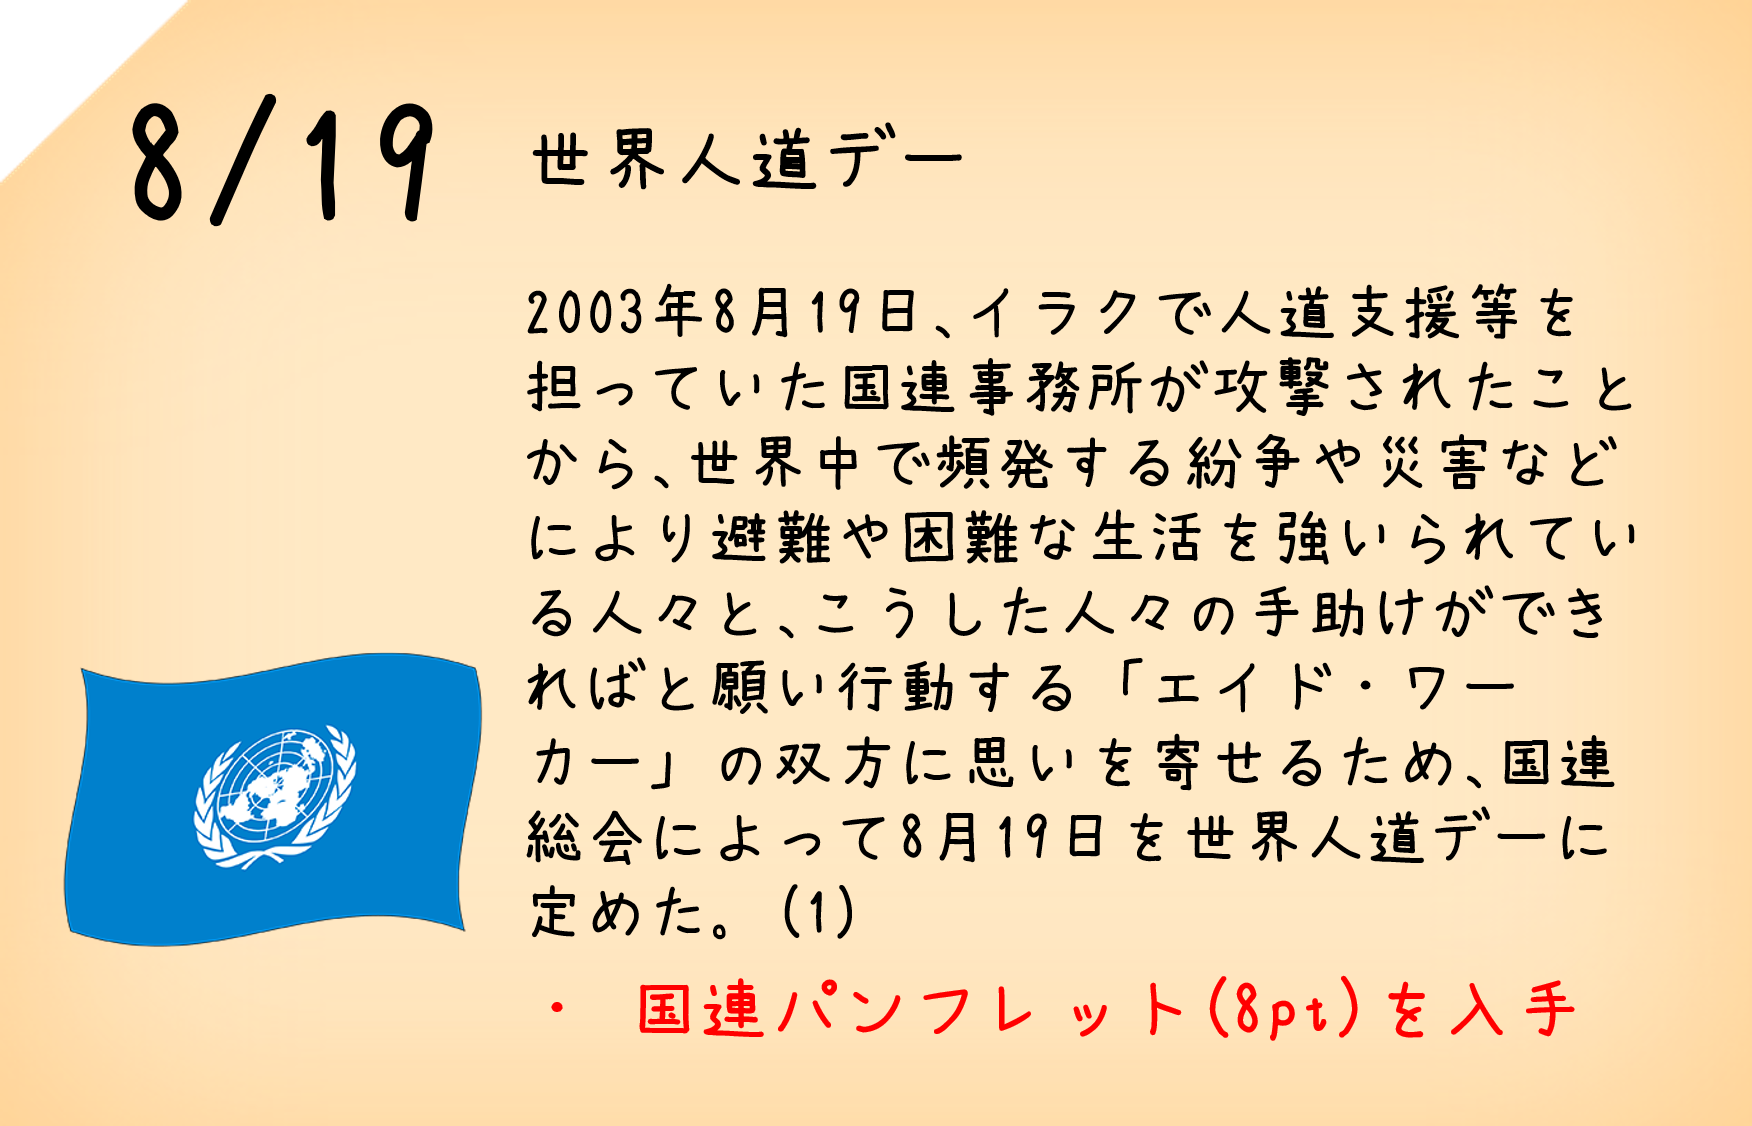 8/19
世界人道デー
2003年8月19日、イラクで人道支援等を
担っていた国連事務所が攻撃されたこと
から、世界中で頻発する紛争や災害など
により避難や困難な生活を強いられてい
る人々と、こうした人々の手助けができ
ればと願い行動する「エイド・ワー
カー」の双方に思いを寄せるため、国連
総会によって8月19日を世界人道デーに
定めた。(1)
・ 国連パンフレット(8pt)を入手